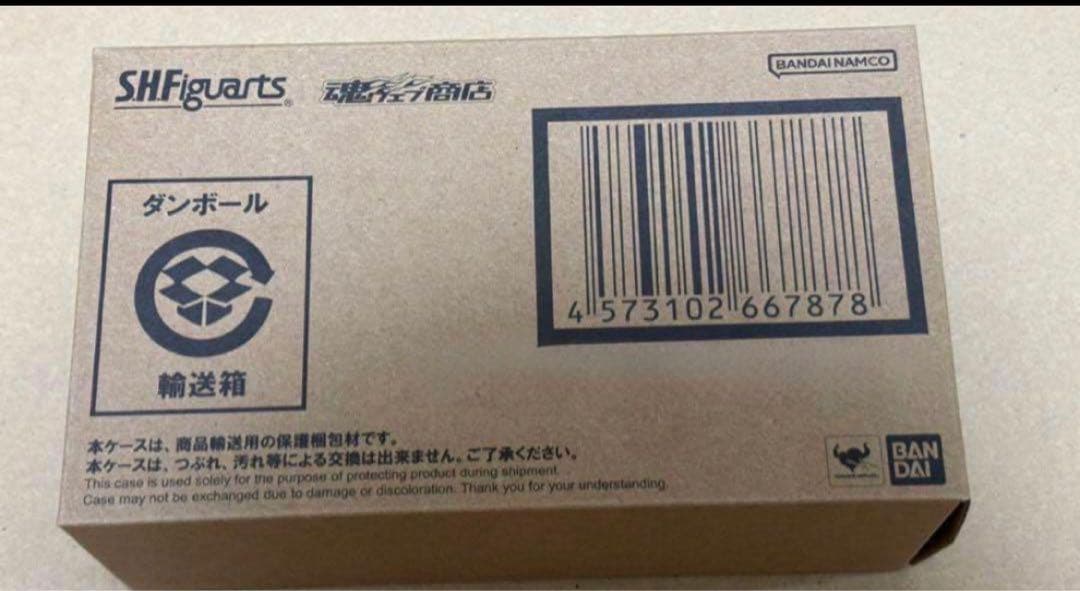 S.H.Figuarts®
魂ウェブ商店
BANDAI NAMCO
ダンボール
輸送箱
4 573102 667878
本ケースは、商品輸送用の保護梱包材です。
本ケースは、つぶれ、汚れ等による交換は出来ません。ご了承ください。
This case is used solely for the purpose of protecting product during shipment.
Case may not be exchanged due to damage or discoloration. Thank you for your understanding.
BAN
DAI